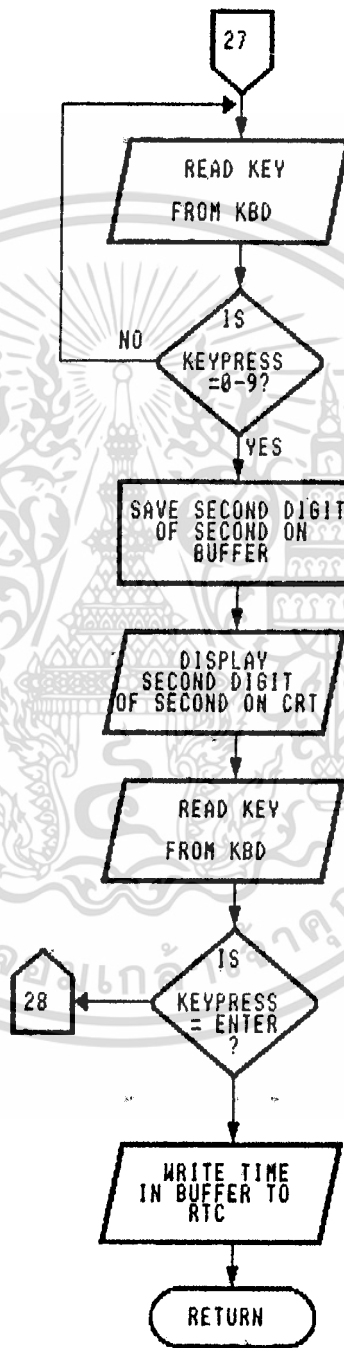 27
READ KEY
FROM KBD
IS
NO
KEYPRESS
=0-9?
YES
SAVE SECOND DIGIT
OF SECOND ON
BUFFER
DISPLAY
SECOND DIGIT
OF SECOND ON CRT
READ KEY
FROM KBD
IS
28
KEYPRESS
= ENTER
?
WRITE TIME
IN BUFFER TO
RTC
RETURN